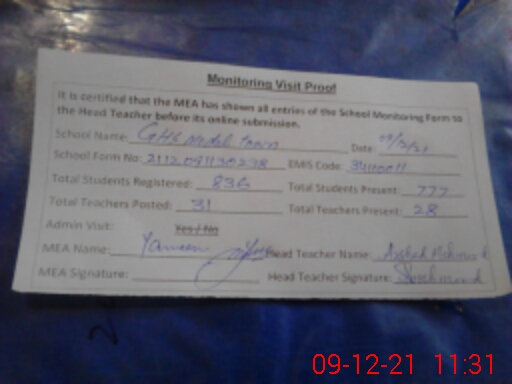 Monitoring Visit Proof
It is certified that the MEA has shown all entries of the School Monitoring Form to
the Head Teacher before its online submission.
School Name: GHS Model Town Date: 09/12/21
School Form No: EMIS Code:
Total Students Registered: 836 Total Students Present: 777
Total Teachers Posted: 31 Total Teachers Present: 28
Admin Visit: Yes / No
MEA Name: Yameen Head Teacher Name: Arshad Mehmood
MEA Signature: Head Teacher Signature:
09-12-21 11:31